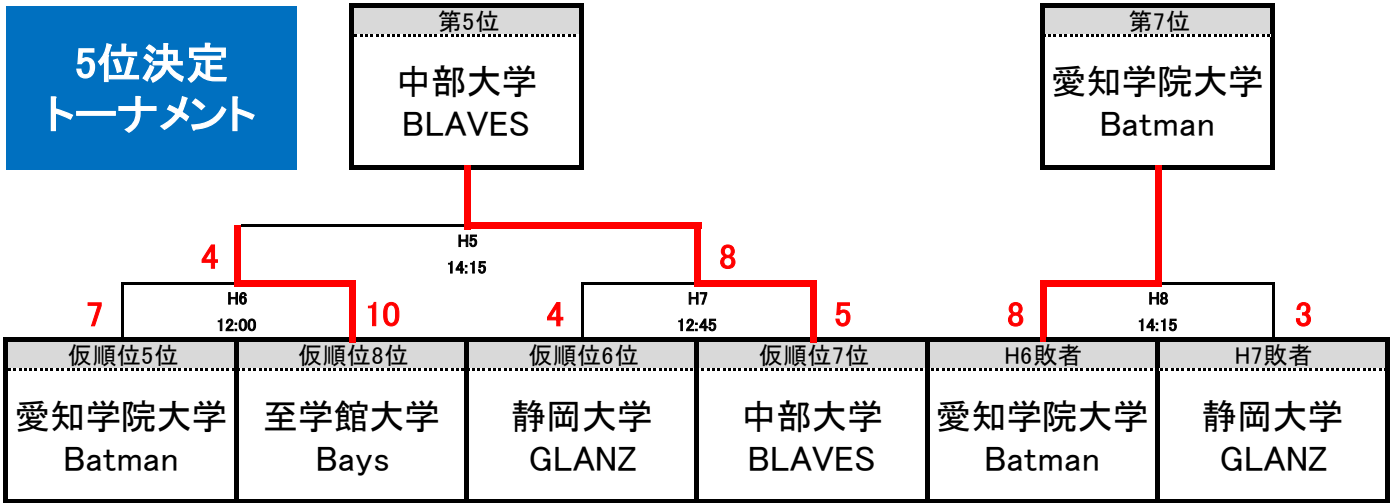 5位決定
トーナメント
第5位
中部大学
BLAVES
第7位
愛知学院大学
Batman
H5
14:15
4
8
H6
12:00
7
10
H7
12:45
4
5
H8
14:15
8
3
仮順位5位
愛知学院大学
Batman
仮順位8位
至学館大学
Bays
仮順位6位
静岡大学
GLANZ
仮順位7位
中部大学
BLAVES
H6敗者
愛知学院大学
Batman
H7敗者
静岡大学
GLANZ